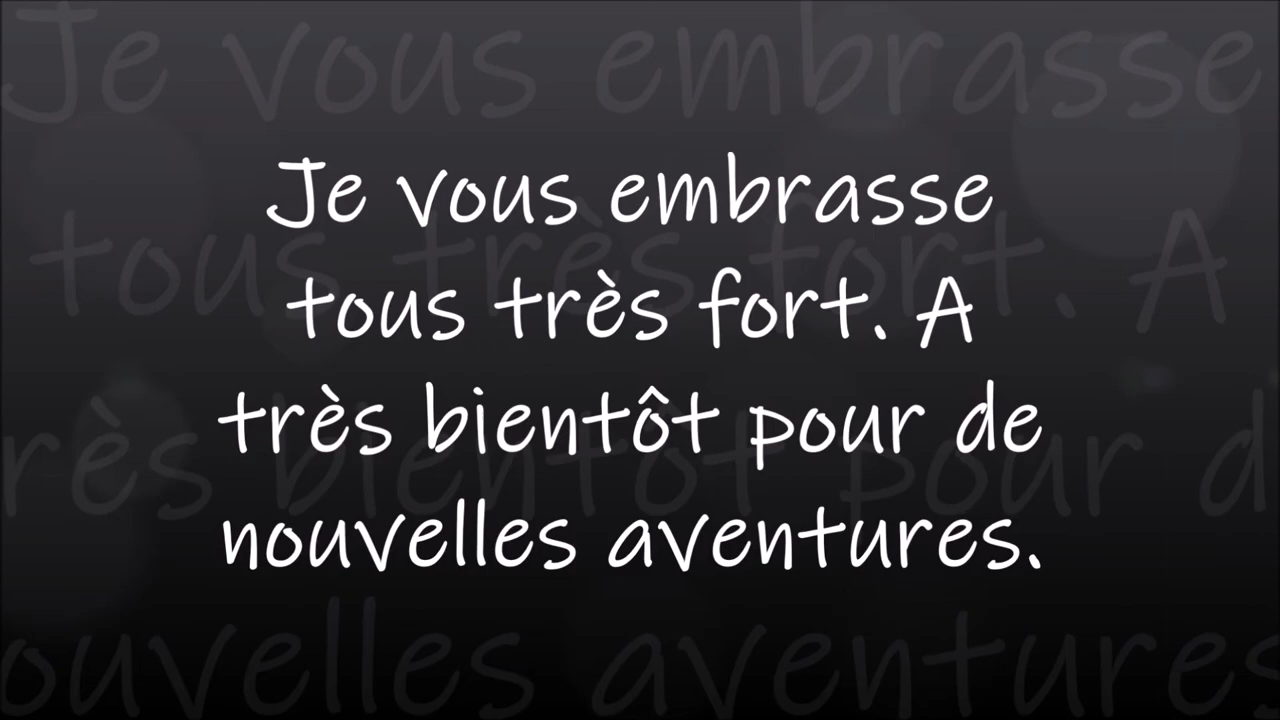 Je vous embrasse
tous très fort. A
très bientôt pour de
nouvelles aventures.